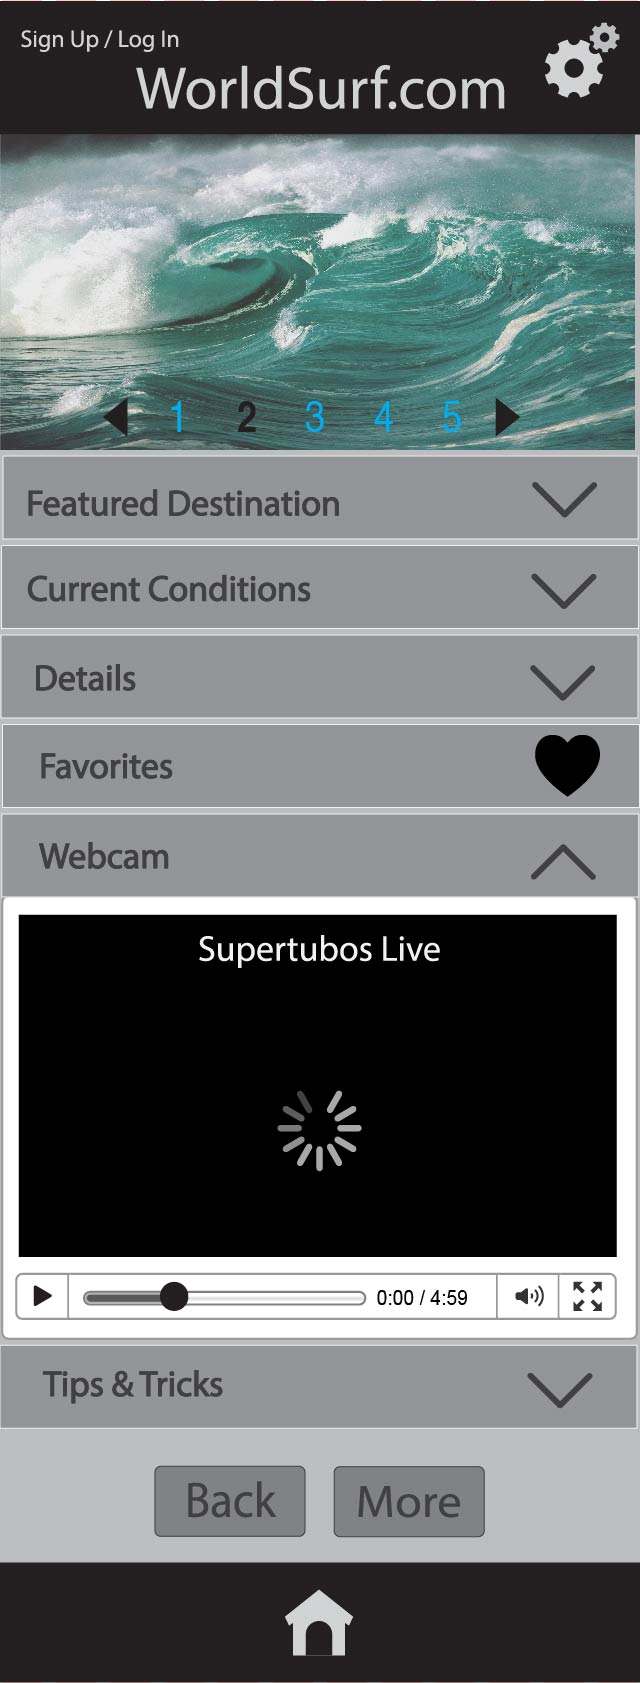 Sign Up / Log In
WorldSurf.com
1 2 3 4 5
Featured Destination
Current Conditions
Details
Favorites
Webcam
Supertubos Live
0:00 / 4:59
Tips & Tricks
Back More